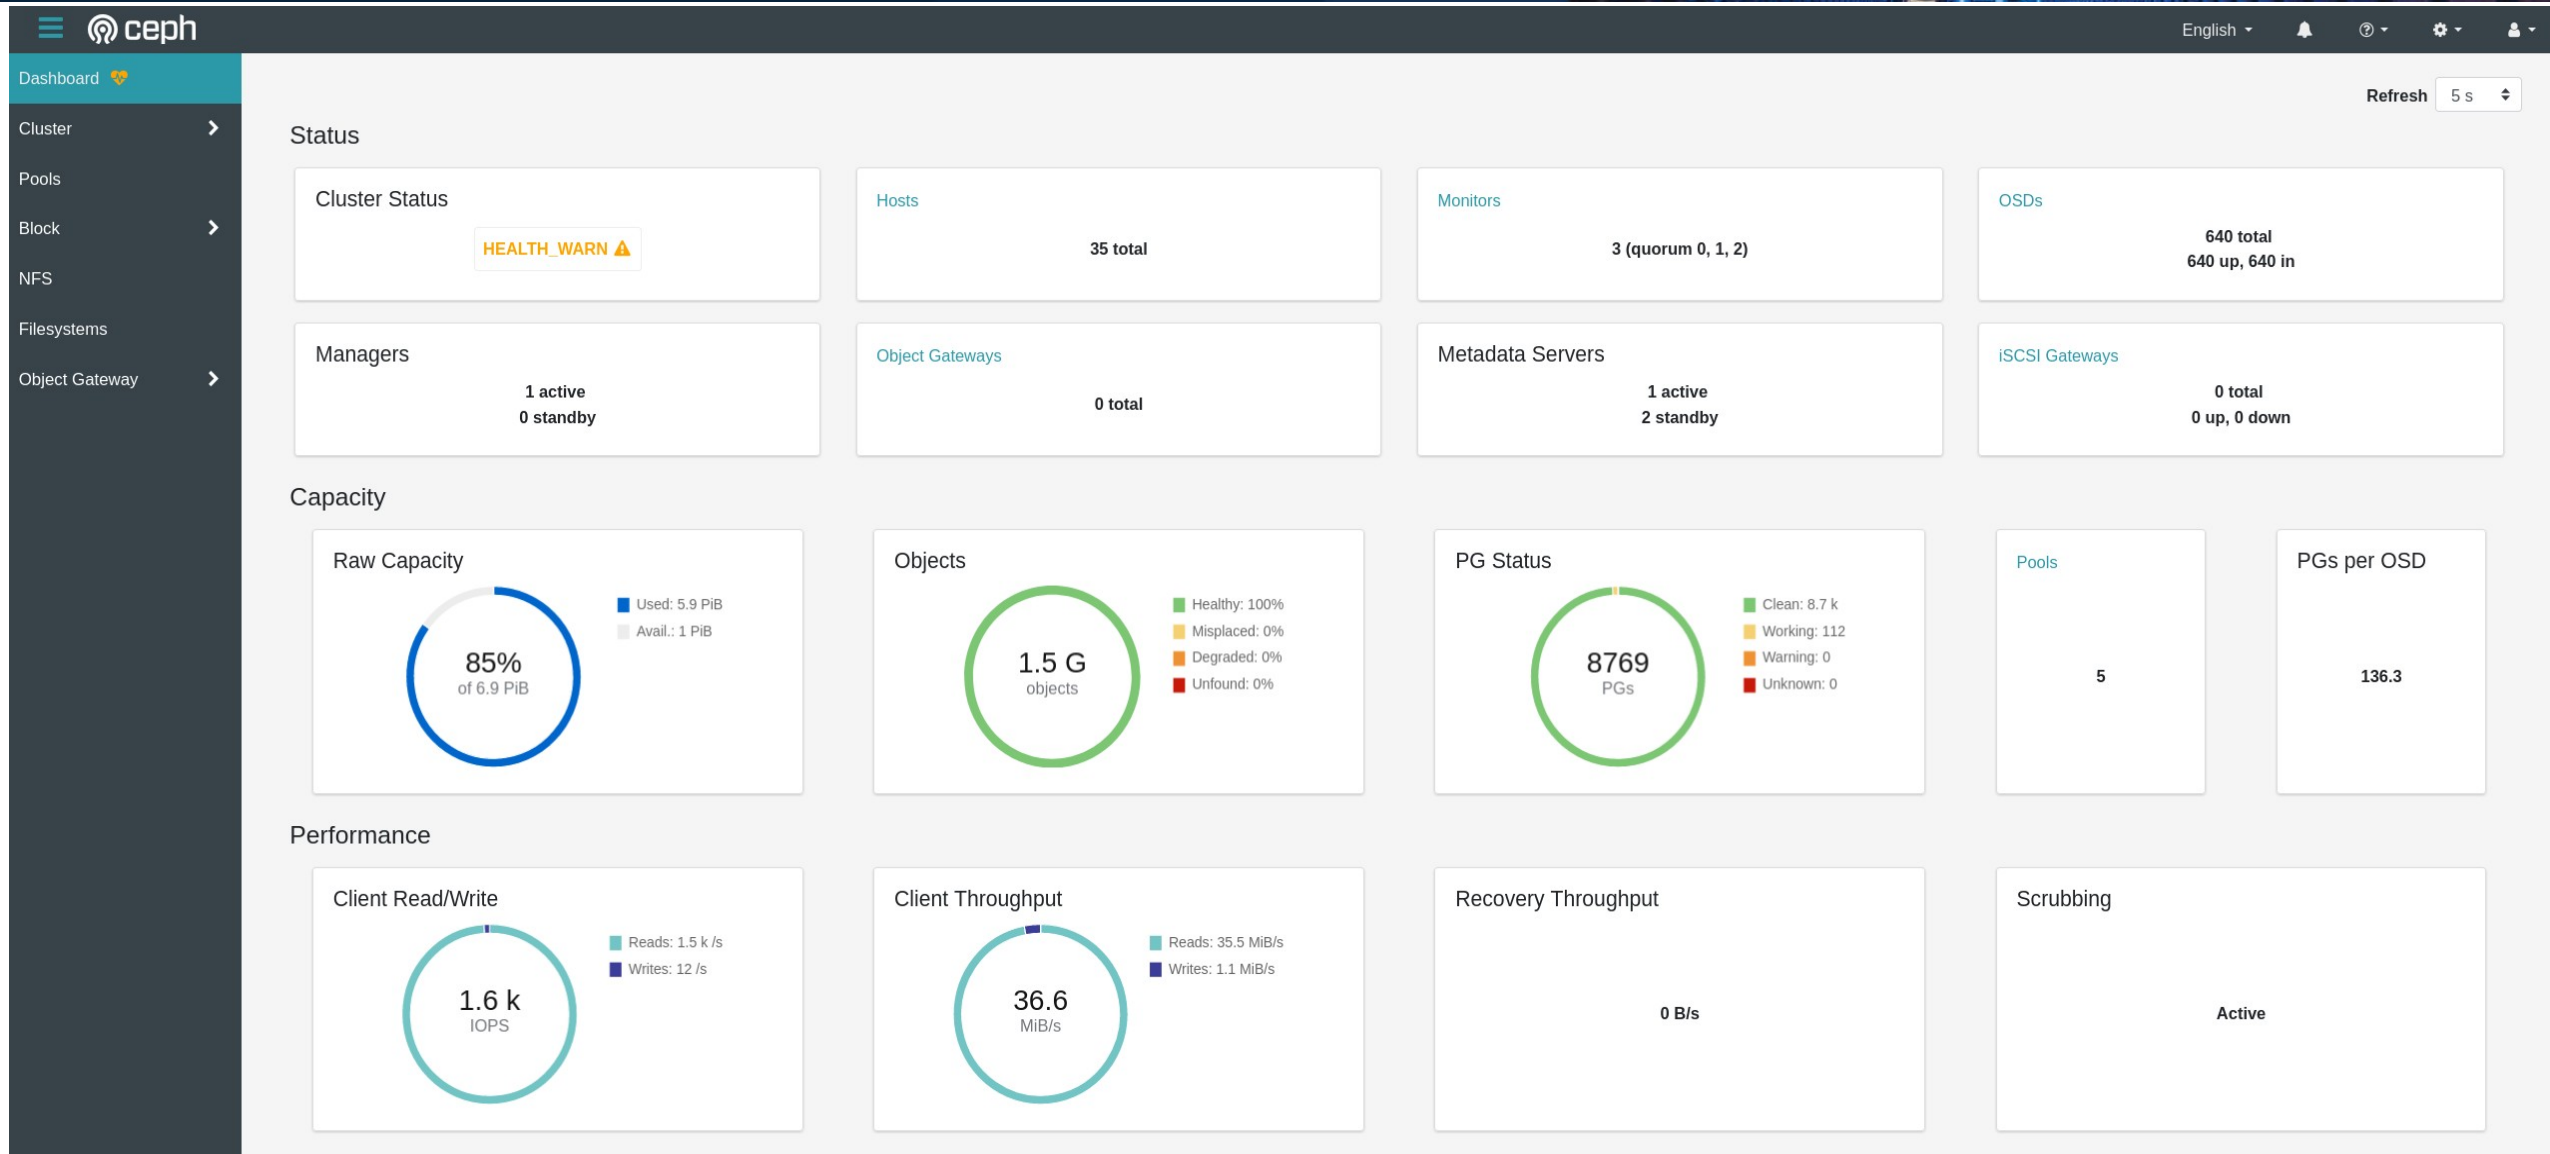 ceph
English
Dashboard
Cluster
Pools
Block
NFS
Filesystems
Object Gateway
Refresh 5 s
Status
Cluster Status
HEALTH_WARN
Hosts
35 total
Monitors
3 (quorum 0, 1, 2)
OSDs
640 total
640 up, 640 in
Managers
1 active
0 standby
Object Gateways
0 total
Metadata Servers
1 active
2 standby
iSCSI Gateways
0 total
0 up, 0 down
Capacity
Raw Capacity
85%
of 6.9 PiB
Used: 5.9 PiB
Avail.: 1 PiB
Objects
1.5 G
objects
Healthy: 100%
Misplaced: 0%
Degraded: 0%
Unfound: 0%
PG Status
8769
PGs
Clean: 8.7 k
Working: 112
Warning: 0
Unknown: 0
Pools
5
PGs per OSD
136.3
Performance
Client Read/Write
1.6 k
IOPS
Reads: 1.5 k /s
Writes: 12 /s
Client Throughput
36.6
MiB/s
Reads: 35.5 MiB/s
Writes: 1.1 MiB/s
Recovery Throughput
0 B/s
Scrubbing
Active